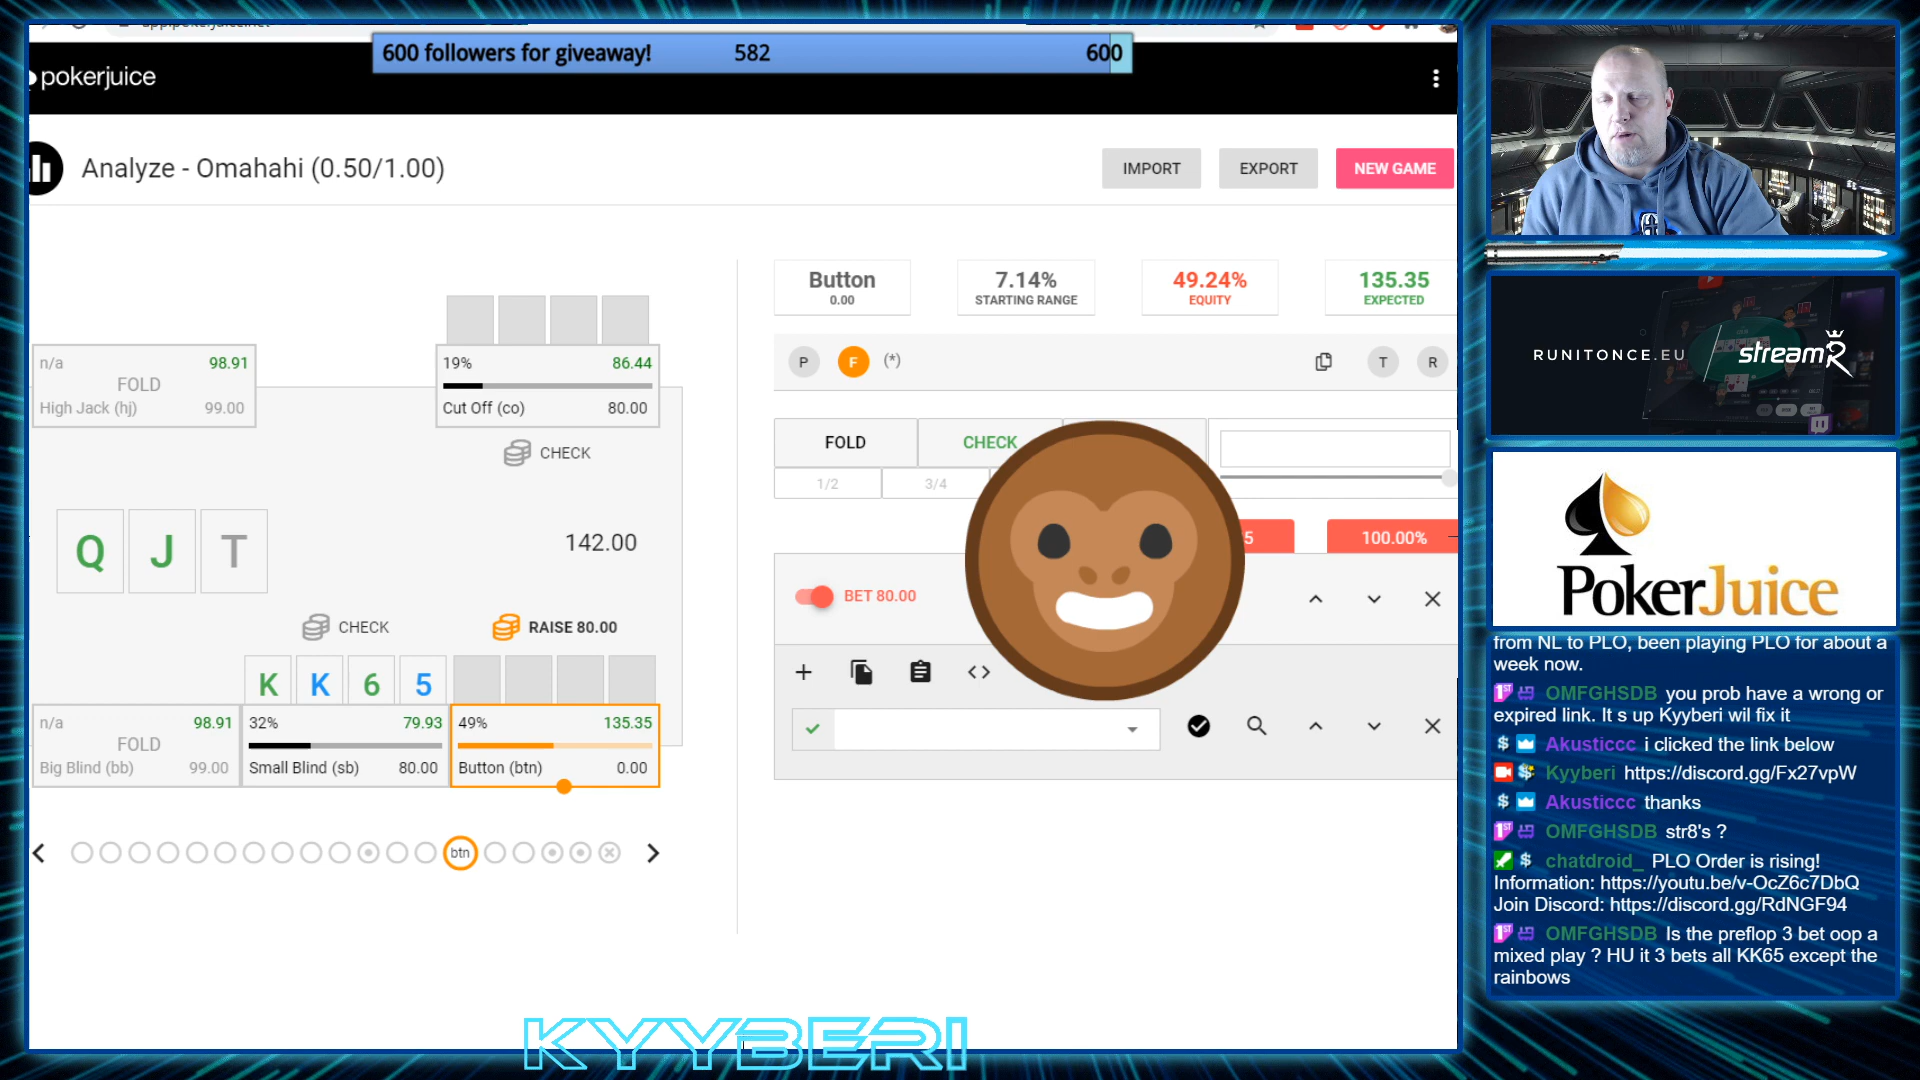 600 followers for giveaway! 582 600
pokerjuice
Analyze - Omahahi (0.50/1.00)
IMPORT EXPORT NEW GAME
Button
0.00
7.14%
STARTING RANGE
49.24%
EQUITY
135.35
EXPECTED
n/a 98.91
FOLD
High Jack (hj) 99.00
19% 86.44
Cut Off (co) 80.00
CHECK
P F (*) T R
FOLD CHECK
1/2 3/4
Q J T
142.00
5 100.00%
BET 80.00
CHECK
RAISE 80.00
K K 6 5
n/a 98.91
FOLD
Big Blind (bb) 99.00
32% 79.93
Small Blind (sb) 80.00
49% 135.35
Button (btn) 0.00
btn
KYYBERI
RUNITONCE.EU / streamR
PokerJuice
from NL to PLO, been playing PLO for about a
week now.
1ST OMFGHSDB you prob have a wrong or
expired link. It s up Kyyberi wil fix it
$ Akusticcc i clicked the link below
Kyyberi https://discord.gg/Fx27vpW
$ Akusticcc thanks
1ST OMFGHSDB str8's ?
$ chatdroid_ PLO Order is rising!
Information: https://youtu.be/v-OcZ6c7DbQ
Join Discord: https://discord.gg/RdNGF94
1ST OMFGHSDB Is the preflop 3 bet oop a
mixed play ? HU it 3 bets all KK65 except the
rainbows